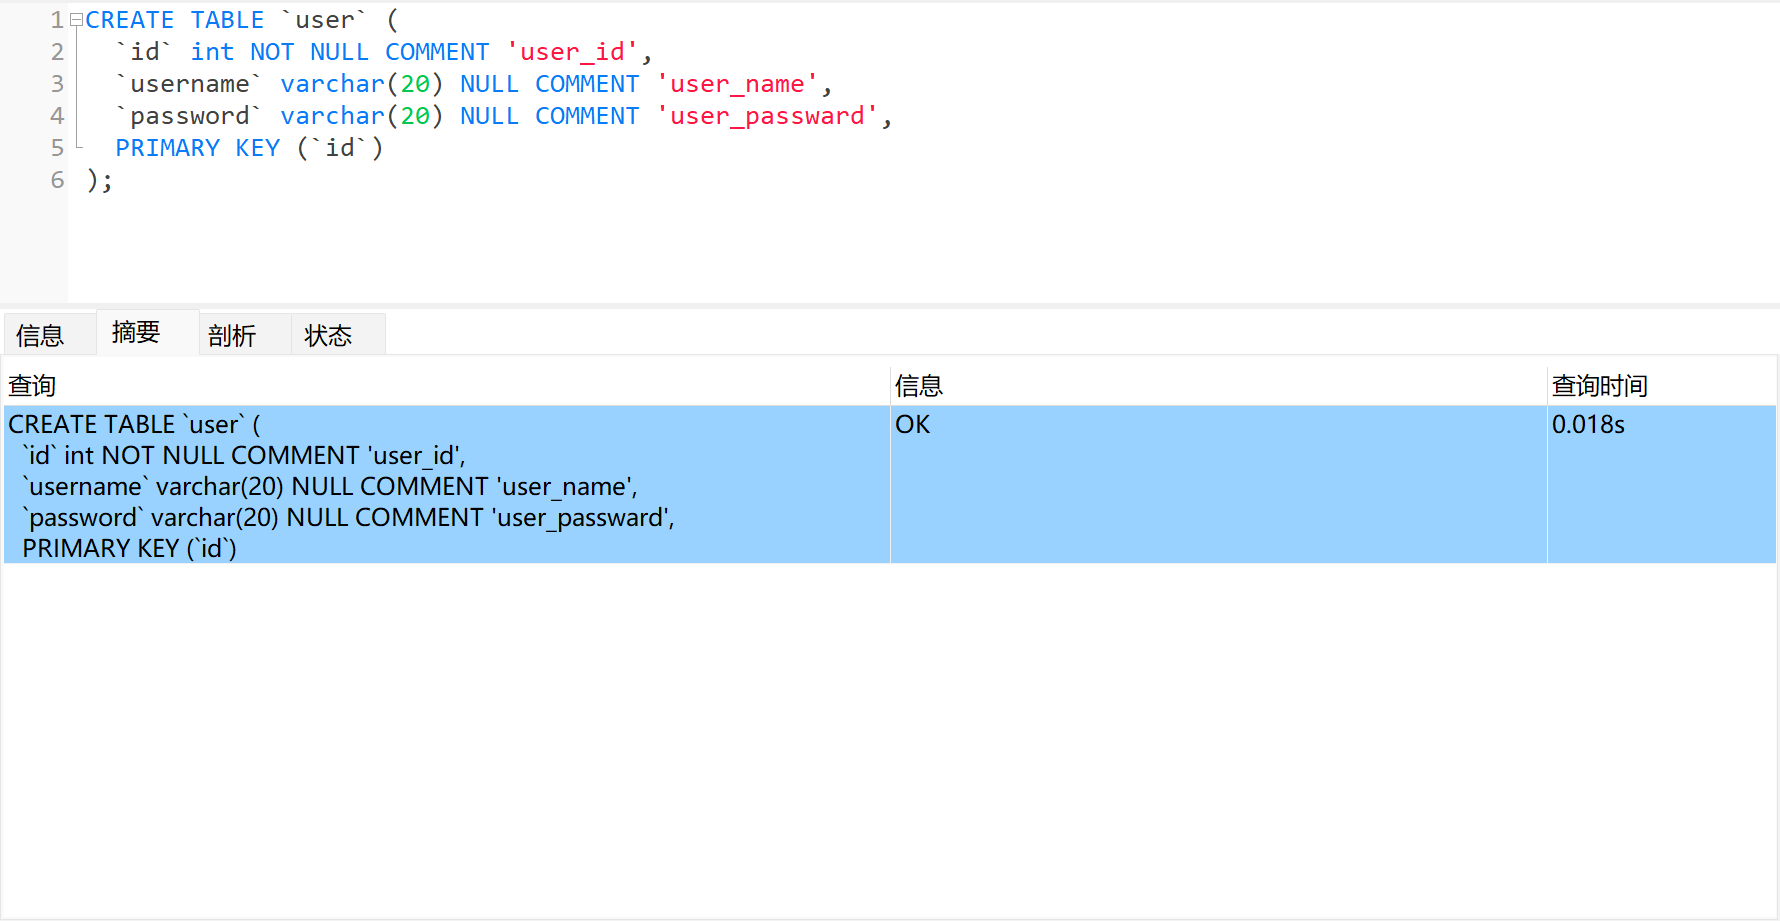 1 CREATE TABLE `user` (
2 `id` int NOT NULL COMMENT 'user_id',
3 `username` varchar(20) NULL COMMENT 'user_name',
4 `password` varchar(20) NULL COMMENT 'user_passward',
5 PRIMARY KEY (`id`)
6 );
信息 摘要 剖析 状态
查询 信息 查询时间
CREATE TABLE `user` ( OK 0.018s
`id` int NOT NULL COMMENT 'user_id',
`username` varchar(20) NULL COMMENT 'user_name',
`password` varchar(20) NULL COMMENT 'user_passward',
PRIMARY KEY (`id`)